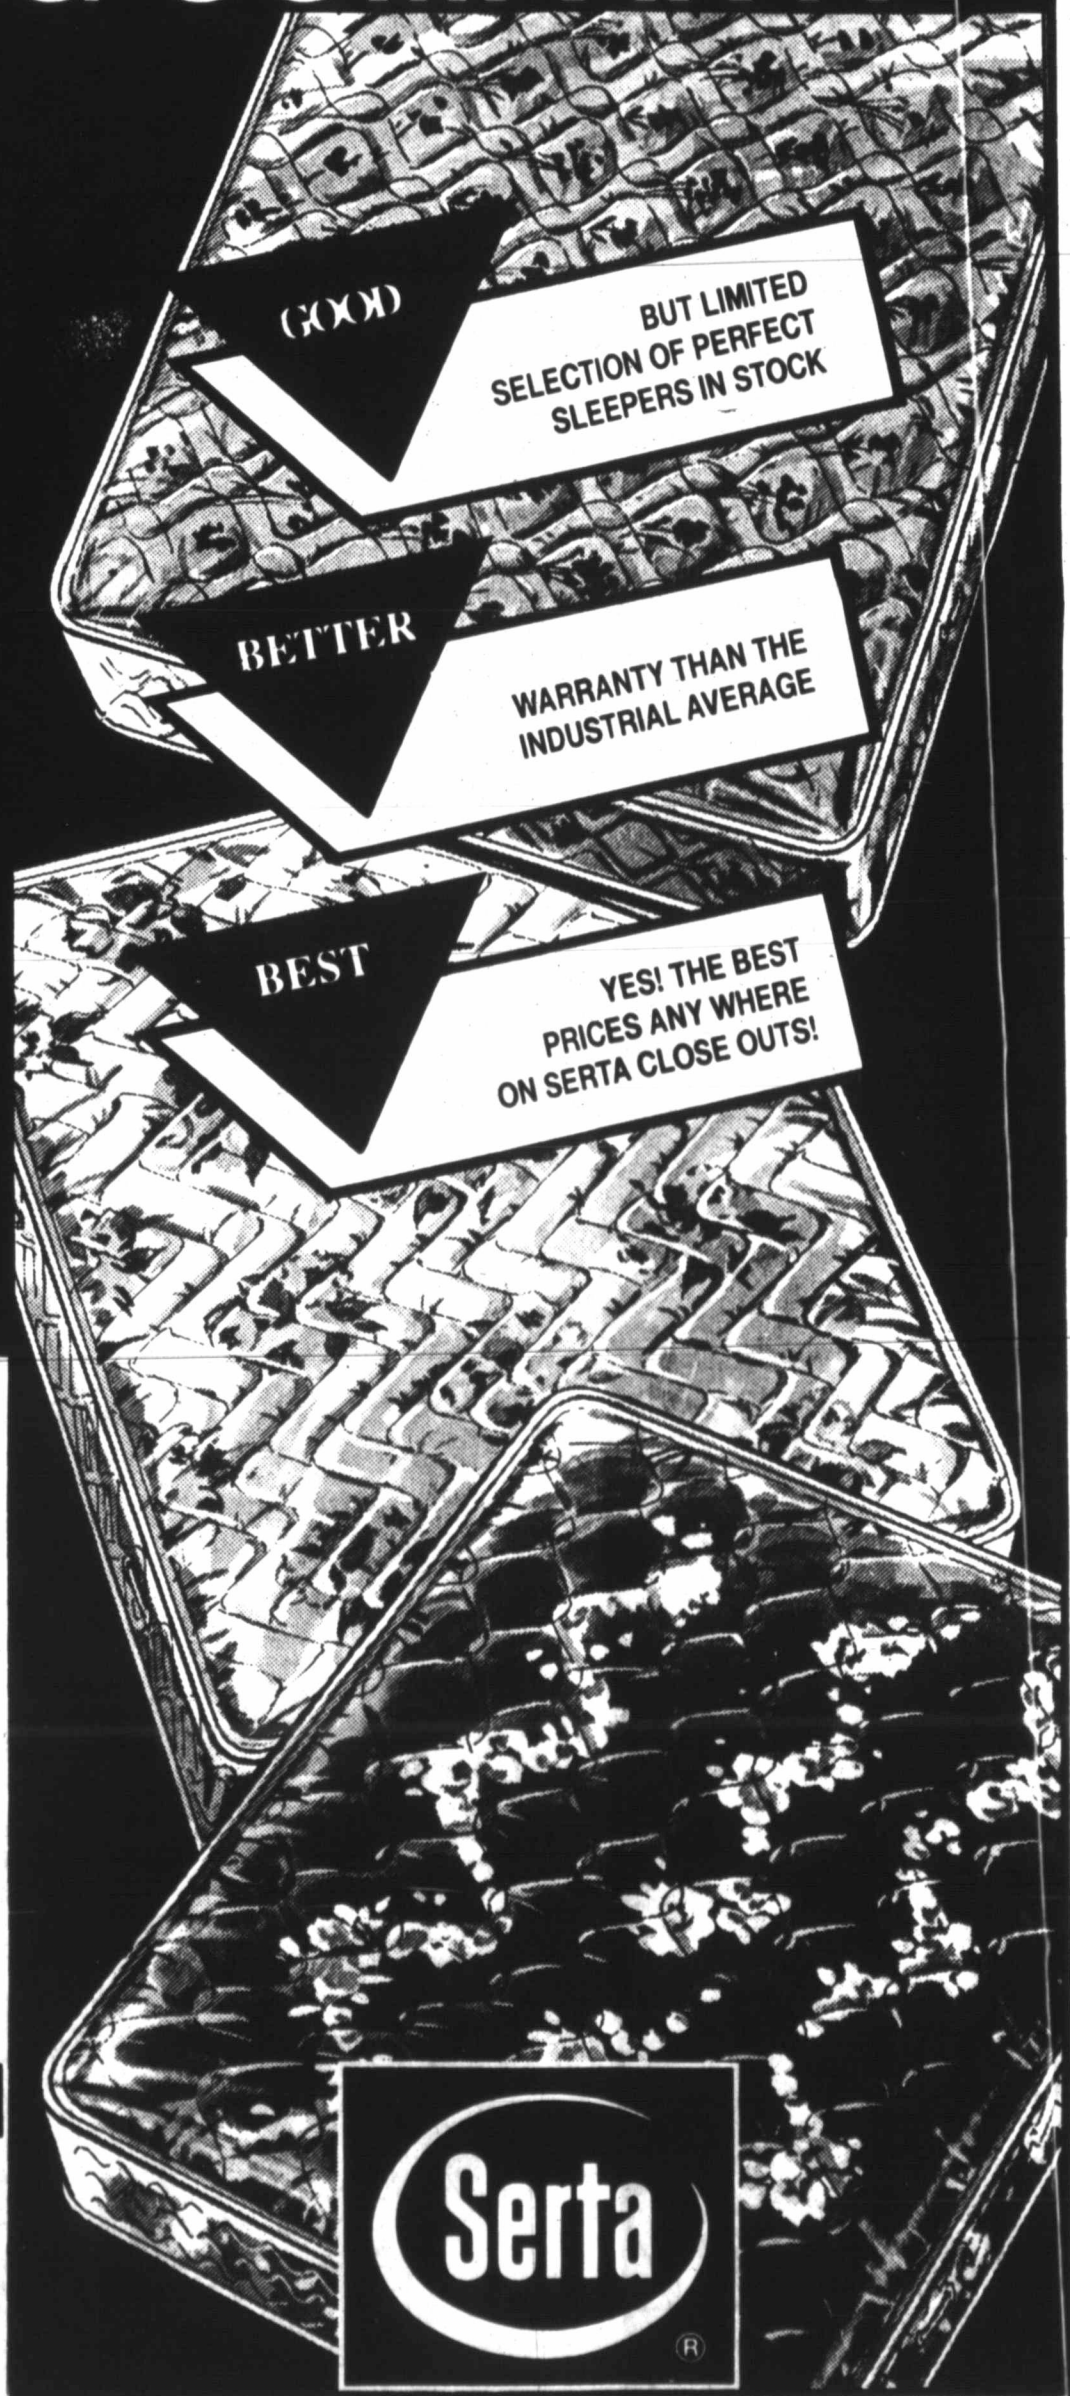 GOOD
BUT LIMITED
SELECTION OF PERFECT
SLEEPERS IN STOCK
BETTER
WARRANTY THAN THE
INDUSTRIAL AVERAGE
BEST
YES! THE BEST
PRICES ANY WHERE
ON SERTA CLOSE OUTS!
Serta
®